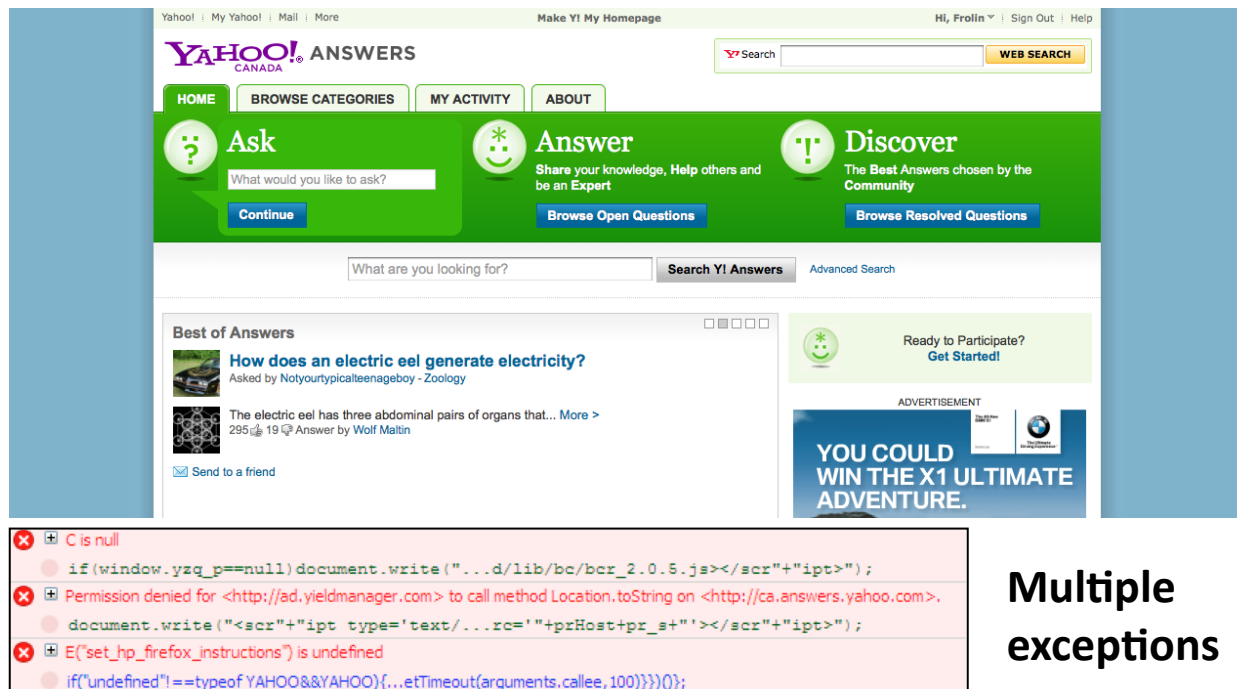 Yahoo! My Yahoo! Mail More Make Y! My Homepage Hi, Frolin Sign Out Help
YAHOO! ANSWERS
CANADA
Y! Search WEB SEARCH
HOME BROWSE CATEGORIES MY ACTIVITY ABOUT
Ask
What would you like to ask?
Continue
Answer
Share your knowledge, Help others and
be an Expert
Browse Open Questions
Discover
The Best Answers chosen by the
Community
Browse Resolved Questions
What are you looking for? Search Y! Answers Advanced Search
Best of Answers
How does an electric eel generate electricity?
Asked by Notyourtypicalteenageboy - Zoology
The electric eel has three abdominal pairs of organs that... More >
295 19 Answer by Wolf Maltin
Send to a friend
Ready to Participate?
Get Started!
ADVERTISEMENT
YOU COULD
WIN THE X1 ULTIMATE
ADVENTURE.
C is null
if(window.yzq_p==null)document.write("...d/lib/bc/bcr_2.0.5.js></scr"+"ipt>");
Permission denied for <http://ad.yieldmanager.com> to call method Location.toString on <http://ca.answers.yahoo.com>.
document.write("<scr"+"ipt type='text/...rc='"+prHost+pr_s+"'></scr"+"ipt>");
E("set_hp_firefox_instructions") is undefined
if("undefined"!==typeof YAHOO&&YAHOO){...etTimeout(arguments.callee,100)}})()};
Multiple
exceptions